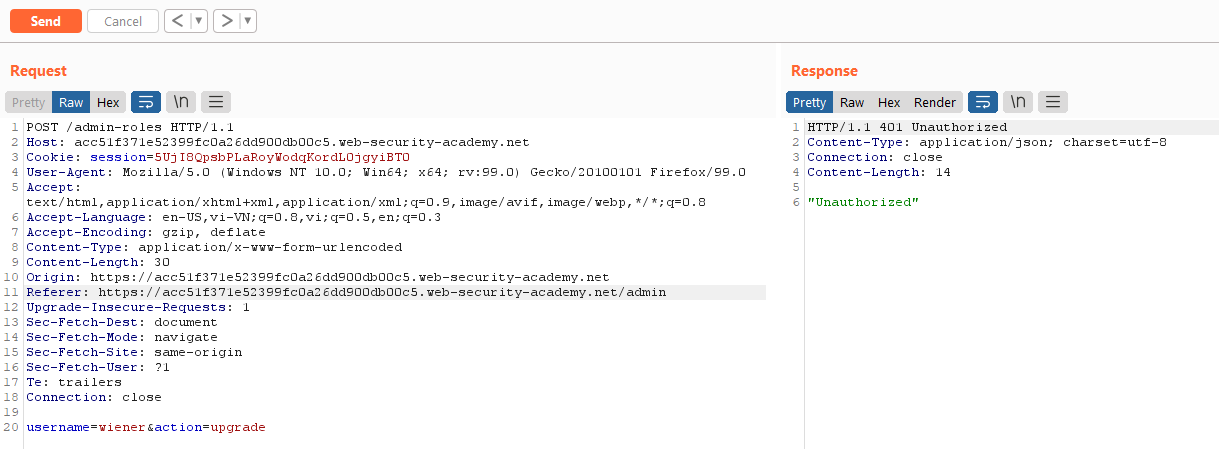 Send Cancel < ▼ > ▼
Request
Pretty Raw Hex \n
1 POST /admin-roles HTTP/1.1
2 Host: acc51f371e52399fc0a26dd900db00c5.web-security-academy.net
3 Cookie: session=5UjI8QpsbPLaRoyWodqKordLOjgyiBTO
4 User-Agent: Mozilla/5.0 (Windows NT 10.0; Win64; x64; rv:99.0) Gecko/20100101 Firefox/99.0
5 Accept:
text/html,application/xhtml+xml,application/xml;q=0.9,image/avif,image/webp,*/*;q=0.8
6 Accept-Language: en-US,vi-VN;q=0.8,vi;q=0.5,en;q=0.3
7 Accept-Encoding: gzip, deflate
8 Content-Type: application/x-www-form-urlencoded
9 Content-Length: 30
10 Origin: https://acc51f371e52399fc0a26dd900db00c5.web-security-academy.net
11 Referer: https://acc51f371e52399fc0a26dd900db00c5.web-security-academy.net/admin
12 Upgrade-Insecure-Requests: 1
13 Sec-Fetch-Dest: document
14 Sec-Fetch-Mode: navigate
15 Sec-Fetch-Site: same-origin
16 Sec-Fetch-User: ?1
17 Te: trailers
18 Connection: close
19
20 username=wiener&action=upgrade
Response
Pretty Raw Hex Render \n
1 HTTP/1.1 401 Unauthorized
2 Content-Type: application/json; charset=utf-8
3 Connection: close
4 Content-Length: 14
5
6 "Unauthorized"